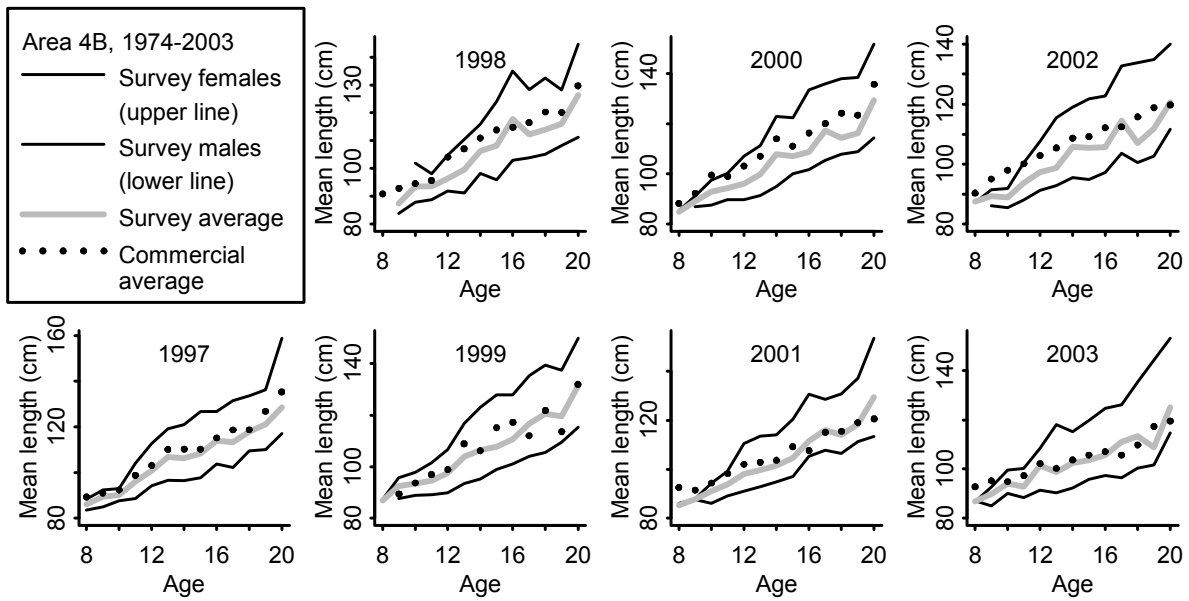 Area 4B, 1974-2003
Survey females
(upper line)
Survey males
(lower line)
Survey average
Commercial
average
1998
Mean length (cm)
80 100 130
8 12 16 20
Age
2000
Mean length (cm)
80 100 140
8 12 16 20
Age
2002
Mean length (cm)
80 100 120 140
8 12 16 20
Age
1997
Mean length (cm)
80 120 160
8 12 16 20
Age
1999
Mean length (cm)
80 100 140
8 12 16 20
Age
2001
Mean length (cm)
80 120
8 12 16 20
Age
2003
Mean length (cm)
80 100 140
8 12 16 20
Age